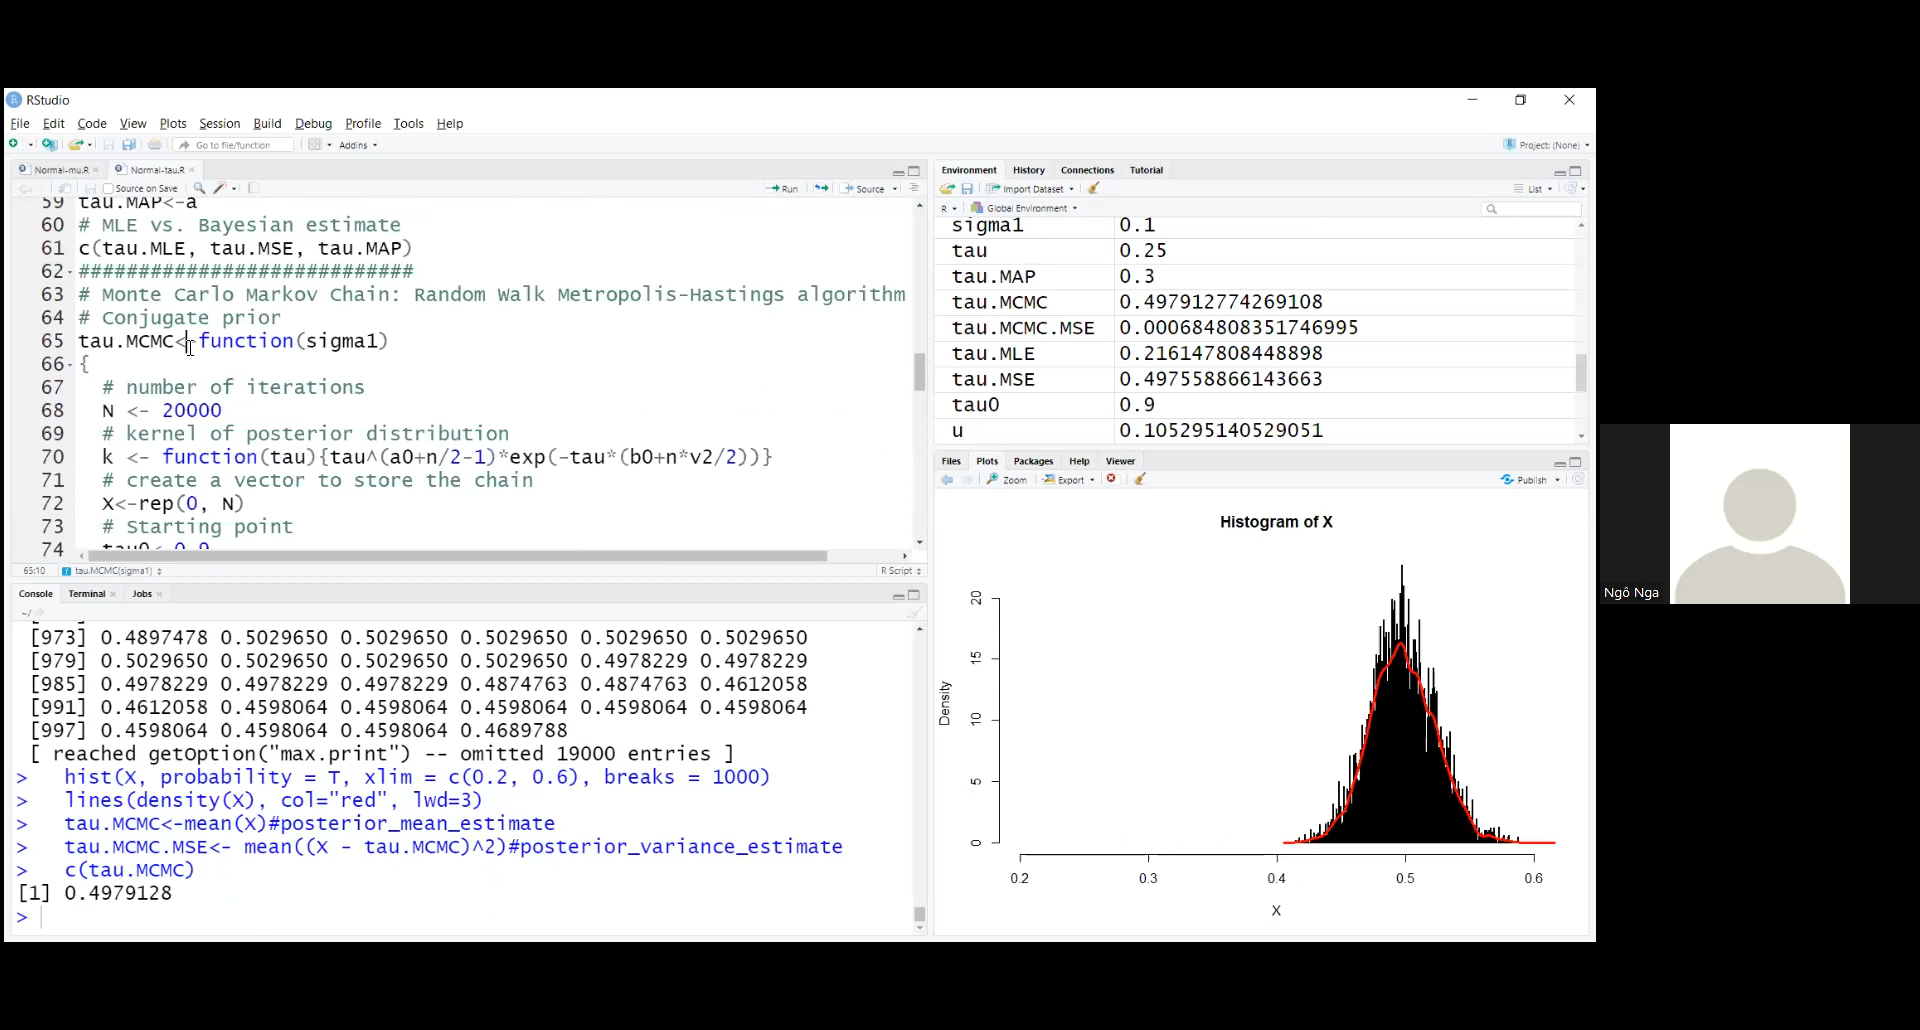 RStudio
File Edit Code View Plots Session Build Debug Profile Tools Help
Go to file/function Addins Project: (None)
Normal-mu.R Normal-tau.R
Source on Save Run Source
59 tau.MAP<-a
60 # MLE vs. Bayesian estimate
61 c(tau.MLE, tau.MSE, tau.MAP)
62 ############################
63 # Monte Carlo Markov Chain: Random Walk Metropolis-Hastings algorithm
64 # Conjugate prior
65 tau.MCMC<-function(sigma1)
66 {
67 # number of iterations
68 N <- 20000
69 # kernel of posterior distribution
70 k <- function(tau){tau^(a0+n/2-1)*exp(-tau*(b0+n*v2/2))}
71 # create a vector to store the chain
72 X<-rep(0, N)
73 # Starting point
74 tau0<-0.9
65:10 tau.MCMC(sigma1) R Script
Console Terminal Jobs
~/
[973] 0.4897478 0.5029650 0.5029650 0.5029650 0.5029650 0.5029650
[979] 0.5029650 0.5029650 0.5029650 0.5029650 0.4978229 0.4978229
[985] 0.4978229 0.4978229 0.4978229 0.4874763 0.4874763 0.4612058
[991] 0.4612058 0.4598064 0.4598064 0.4598064 0.4598064 0.4598064
[997] 0.4598064 0.4598064 0.4598064 0.4689788
[ reached getOption("max.print") -- omitted 19000 entries ]
> hist(X, probability = T, xlim = c(0.2, 0.6), breaks = 1000)
> lines(density(X), col="red", lwd=3)
> tau.MCMC<-mean(X)#posterior_mean_estimate
> tau.MCMC.MSE<- mean((X - tau.MCMC)^2)#posterior_variance_estimate
> c(tau.MCMC)
[1] 0.4979128
>
Environment History Connections Tutorial
Import Dataset List
R Global Environment
sigma1 0.1
tau 0.25
tau.MAP 0.3
tau.MCMC 0.497912774269108
tau.MCMC.MSE 0.000684808351746995
tau.MLE 0.216147808448898
tau.MSE 0.497558866143663
tau0 0.9
u 0.105295140529051
Files Plots Packages Help Viewer
Zoom Export Publish
Histogram of X
Density
20
15
10
5
0
0.2 0.3 0.4 0.5 0.6
X
Ngô Nga